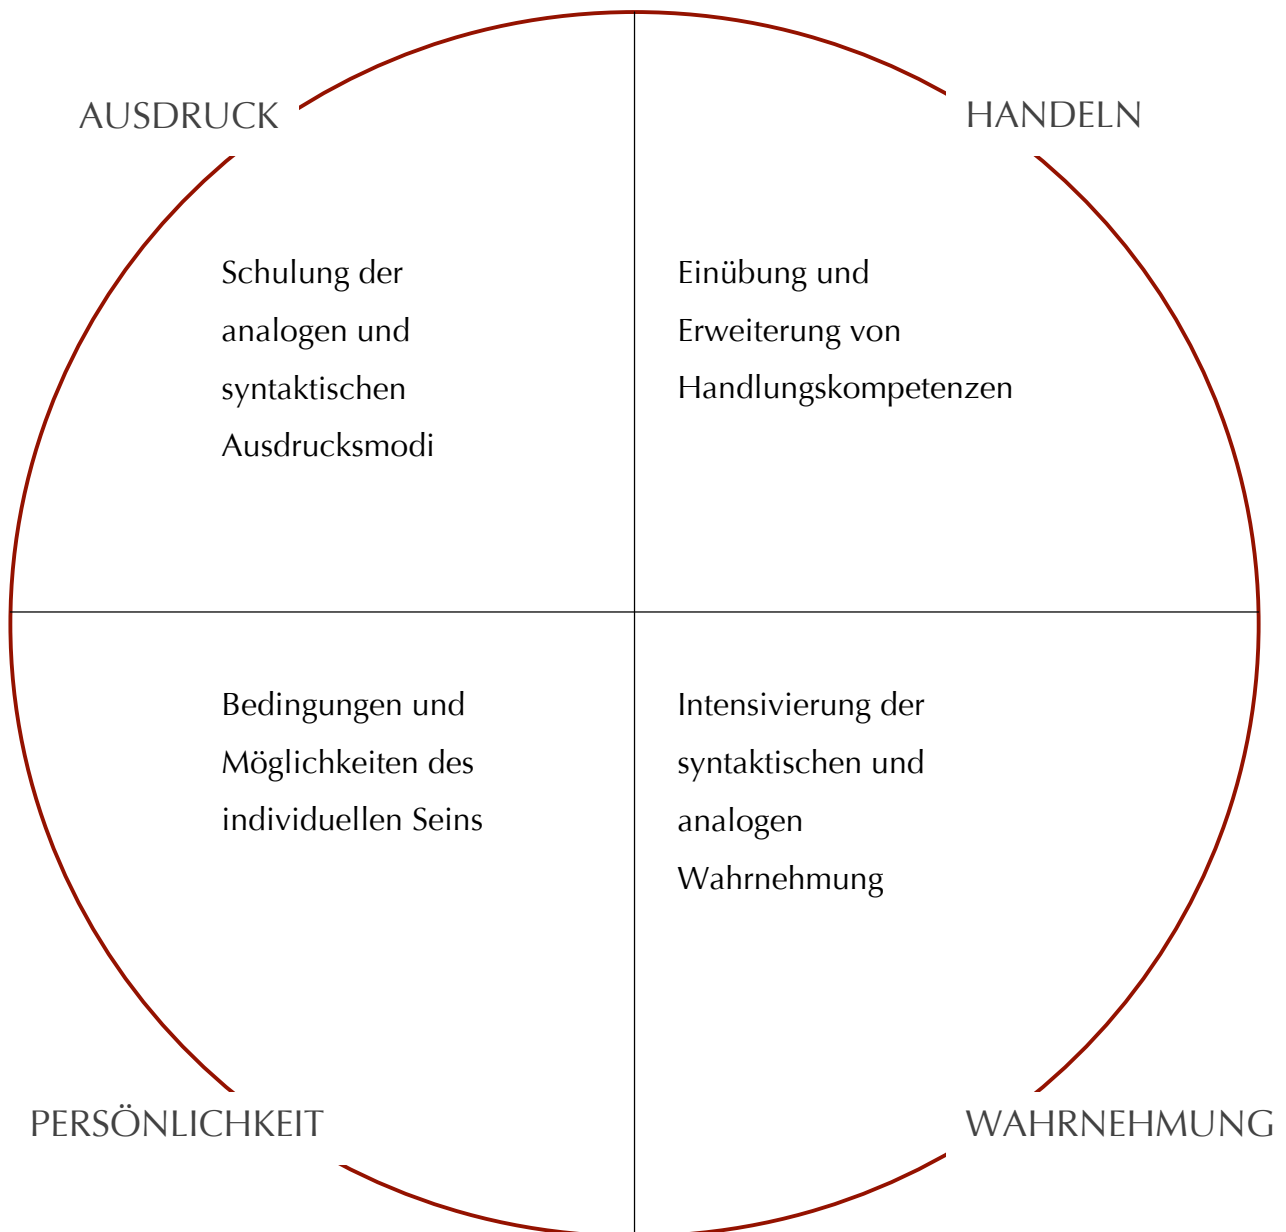 AUSDRUCK
HANDELN
Schulung der
analogen und
syntaktischen
Ausdrucksmodi
Einübung und
Erweiterung von
Handlungskompetenzen
Bedingungen und
Möglichkeiten des
individuellen Seins
Intensivierung der
syntaktischen und
analogen
Wahrnehmung
PERSÖNLICHKEIT
WAHRNEHMUNG